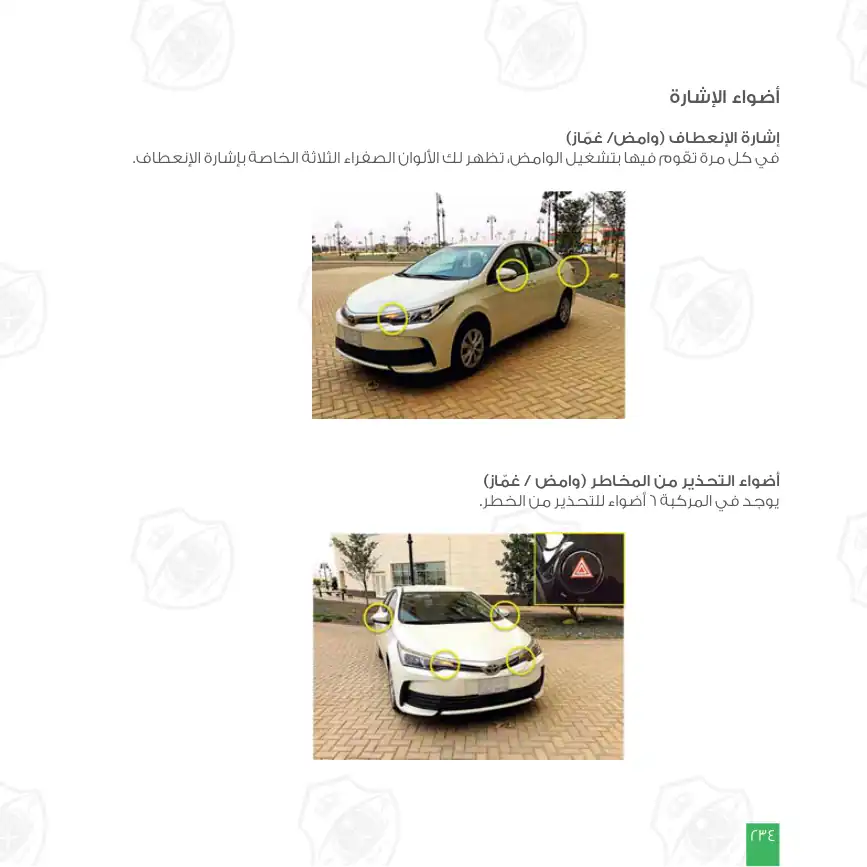 أضواء الإشارة
إشارة الإنعطاف (وامض/ غمّاز)
في كل مرة تقوم فيها بتشغيل الوامض، تظهر لك الألوان الصفراء الثلاثة الخاصة بإشارة الإنعطاف.
أضواء التحذير من المخاطر (وامض / غمّاز)
يوجد في المركبة ٦ أضواء للتحذير من الخطر.
٢٣٤